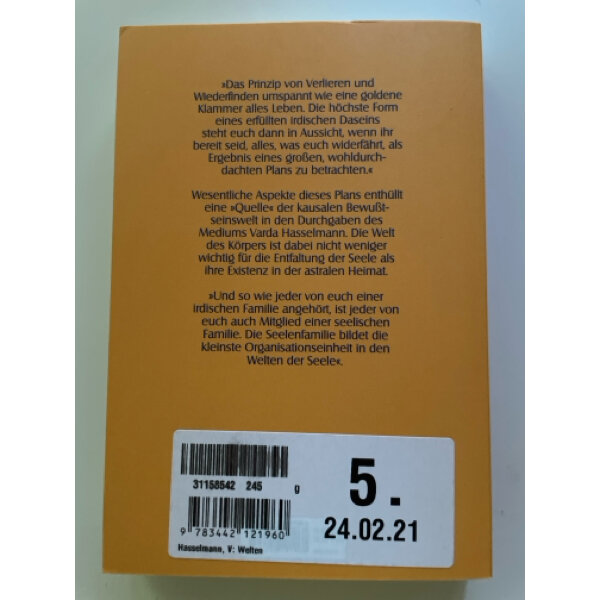 »Das Prinzip von Verlieren und
Wiederfinden umspannt wie eine goldene
Klammer alles Leben. Die höchste Form
eines erfüllten irdischen Daseins
steht euch dann in Aussicht, wenn ihr
bereit seid, alles, was euch widerfährt, als
Ergebnis eines großen, wohldurch-
dachten Plans zu betrachten.«
Wesentliche Aspekte dieses Plans enthüllt
eine »Quelle« der kausalen Bewußt-
seinswelt in den Durchgaben des
Mediums Varda Hasselmann. Die Welt
des Körpers ist dabei nicht weniger
wichtig für die Entfaltung der Seele als
ihre Existenz in der astralen Heimat.
»Und so wie jeder von euch einer
irdischen Familie angehört, ist jeder von
euch auch Mitglied einer seelischen
Familie. Die Seelenfamilie bildet die
kleinste Organisationseinheit in den
Welten der Seele«.
31158542 245 g
9 783442 121960
Hasselmann, V: Welten
5.
24.02.21